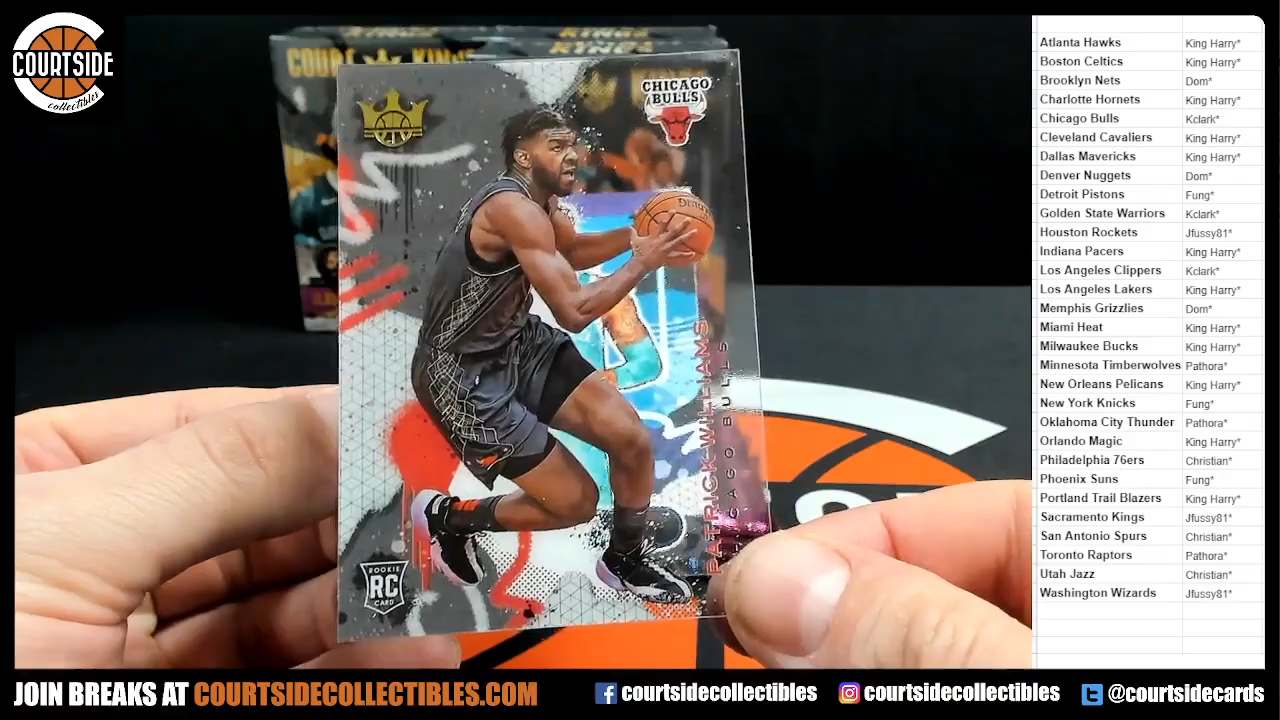 COURTSIDE
collectibles
COURT KINGS
KINGS
KINGS
CHICAGO
BULLS
PATRICK WILLIAMS
CHICAGO BULLS
ROOKIE
RC
CARD
Atlanta Hawks King Harry*
Boston Celtics King Harry*
Brooklyn Nets Dom*
Charlotte Hornets King Harry*
Chicago Bulls Kclark*
Cleveland Cavaliers King Harry*
Dallas Mavericks King Harry*
Denver Nuggets Dom*
Detroit Pistons Fung*
Golden State Warriors Kclark*
Houston Rockets Jfussy81*
Indiana Pacers King Harry*
Los Angeles Clippers Kclark*
Los Angeles Lakers King Harry*
Memphis Grizzlies Dom*
Miami Heat King Harry*
Milwaukee Bucks King Harry*
Minnesota Timberwolves Pathora*
New Orleans Pelicans King Harry*
New York Knicks Fung*
Oklahoma City Thunder Pathora*
Orlando Magic King Harry*
Philadelphia 76ers Christian*
Phoenix Suns Fung*
Portland Trail Blazers King Harry*
Sacramento Kings Jfussy81*
San Antonio Spurs Christian*
Toronto Raptors Pathora*
Utah Jazz Christian*
Washington Wizards Jfussy81*
JOIN BREAKS AT COURTSIDECOLLECTIBLES.COM
courtsidecollectibles
courtsidecollectibles
@courtsidecards